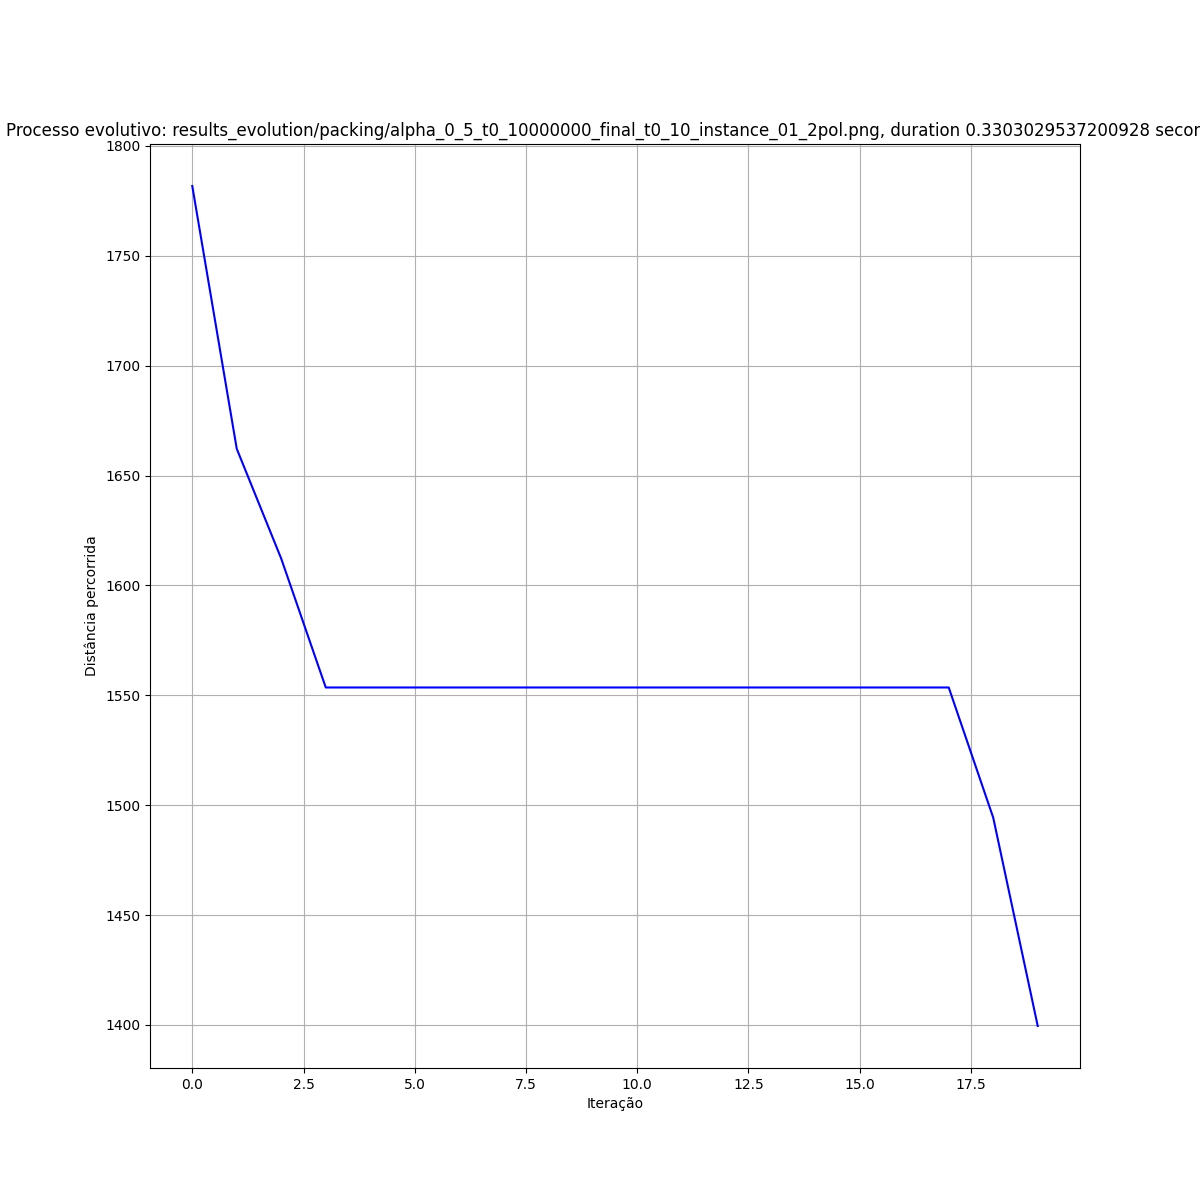 Processo evolutivo: results_evolution/packing/alpha_0_5_t0_10000000_final_t0_10_instance_01_2pol.png, duration 0.3303029537200928 secor
1800
1750
1700
1650
1600
1550
1500
1450
1400
Distância percorrida
0.0 2.5 5.0 7.5 10.0 12.5 15.0 17.5
Iteração